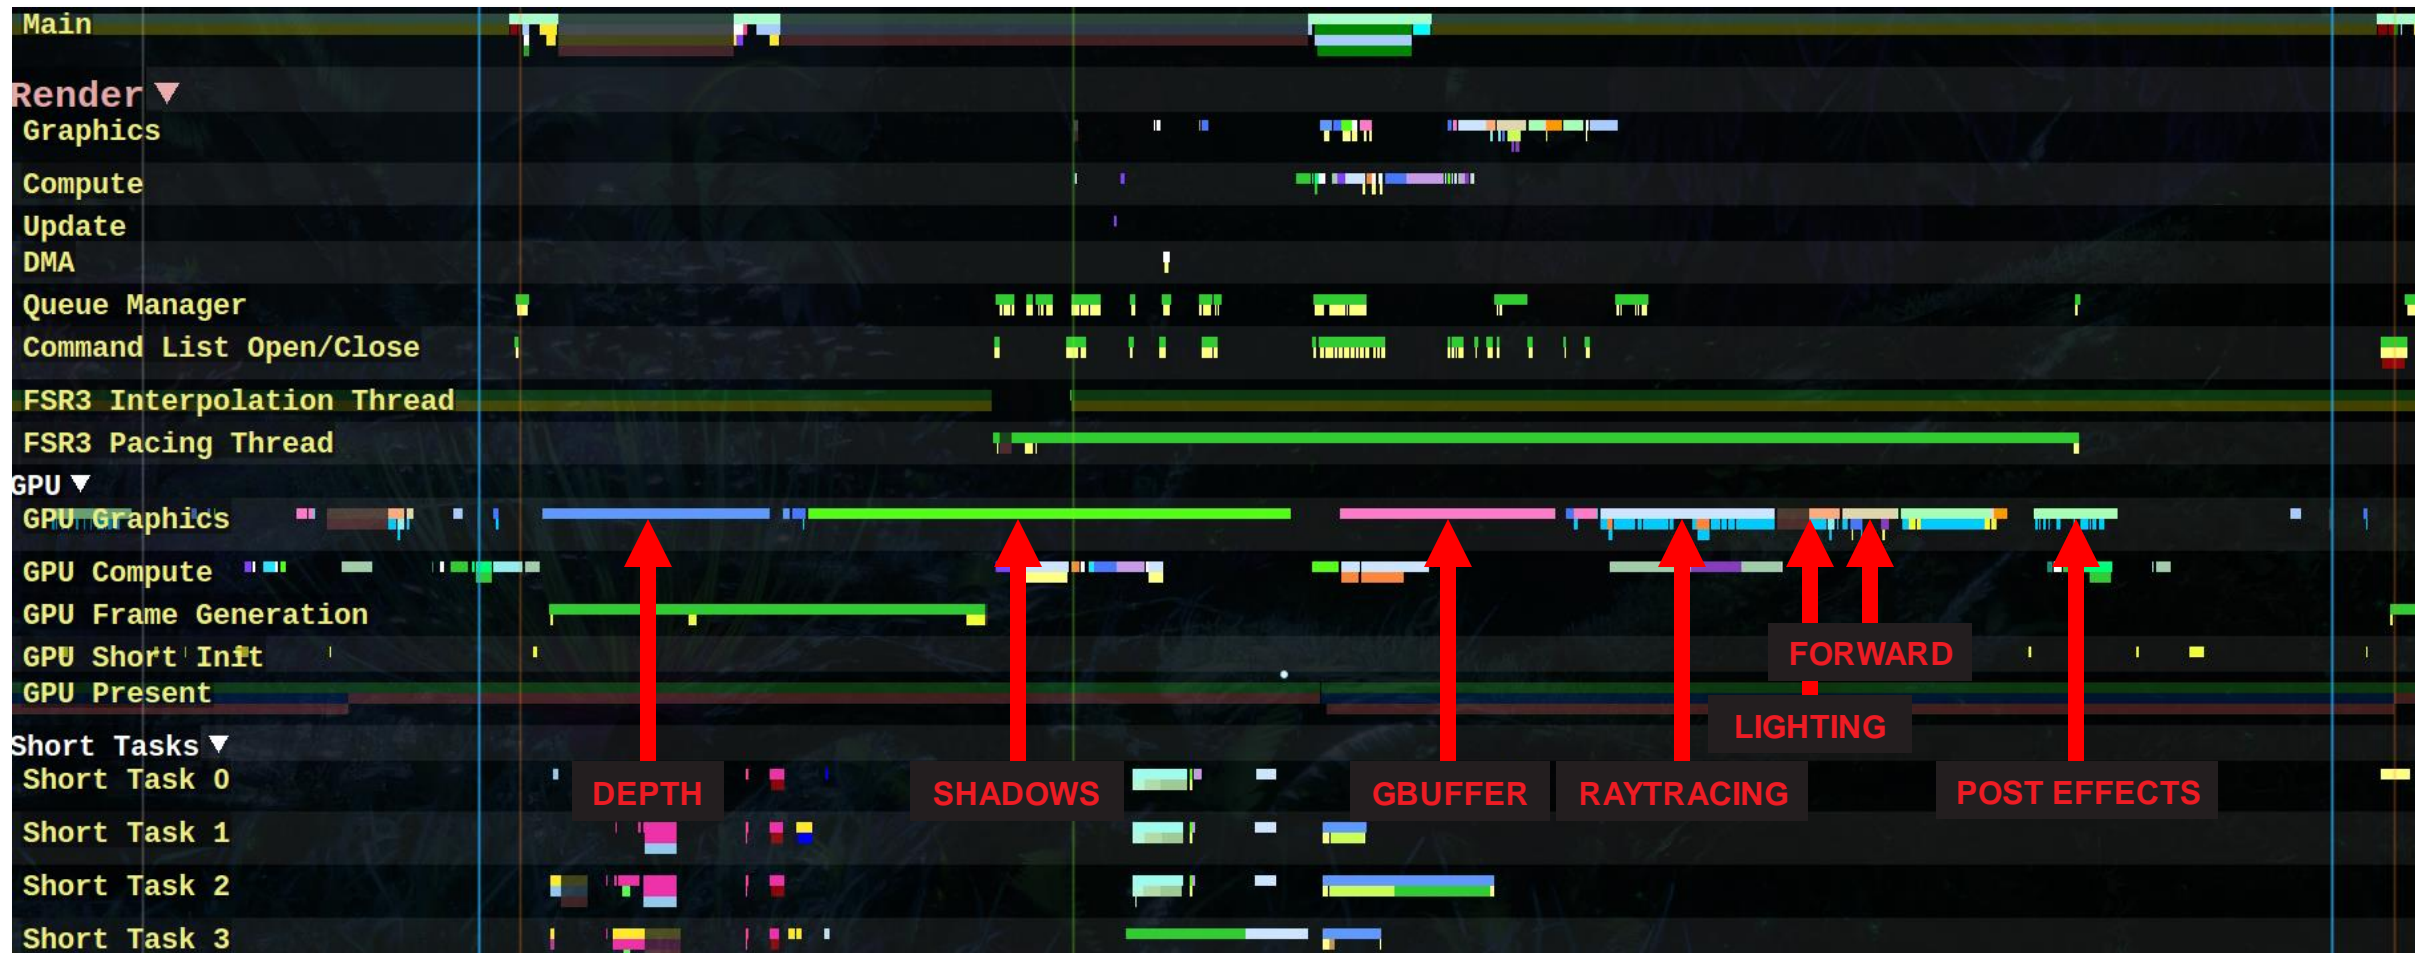 Main
Render
Graphics
Compute
Update
DMA
Queue Manager
Command List Open/Close
FSR3 Interpolation Thread
FSR3 Pacing Thread
GPU
GPU Graphics
GPU Compute
GPU Frame Generation
GPU Short Init
FORWARD
GPU Present
LIGHTING
Short Tasks
Short Task 0
DEPTH SHADOWS GBUFFER RAYTRACING POST EFFECTS
Short Task 1
Short Task 2
Short Task 3